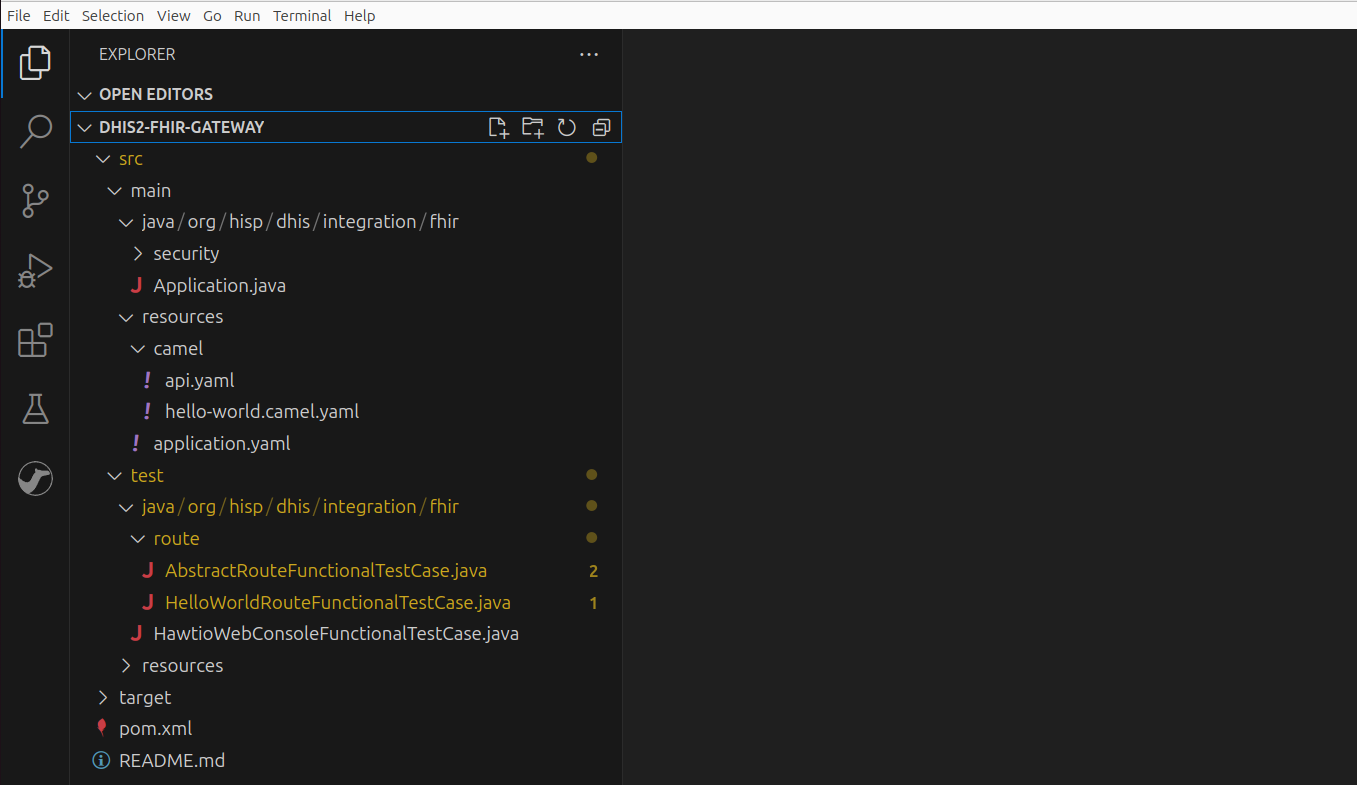 File Edit Selection View Go Run Terminal Help
EXPLORER
OPEN EDITORS
DHIS2-FHIR-GATEWAY
src
main
java/org/hisp/dhis/integration/fhir
security
J Application.java
resources
camel
! api.yaml
! hello-world.camel.yaml
! application.yaml
test
java/org/hisp/dhis/integration/fhir
route
J AbstractRouteFunctionalTestCase.java 2
J HelloWorldRouteFunctionalTestCase.java 1
J HawtioWebConsoleFunctionalTestCase.java
resources
target
pom.xml
README.md